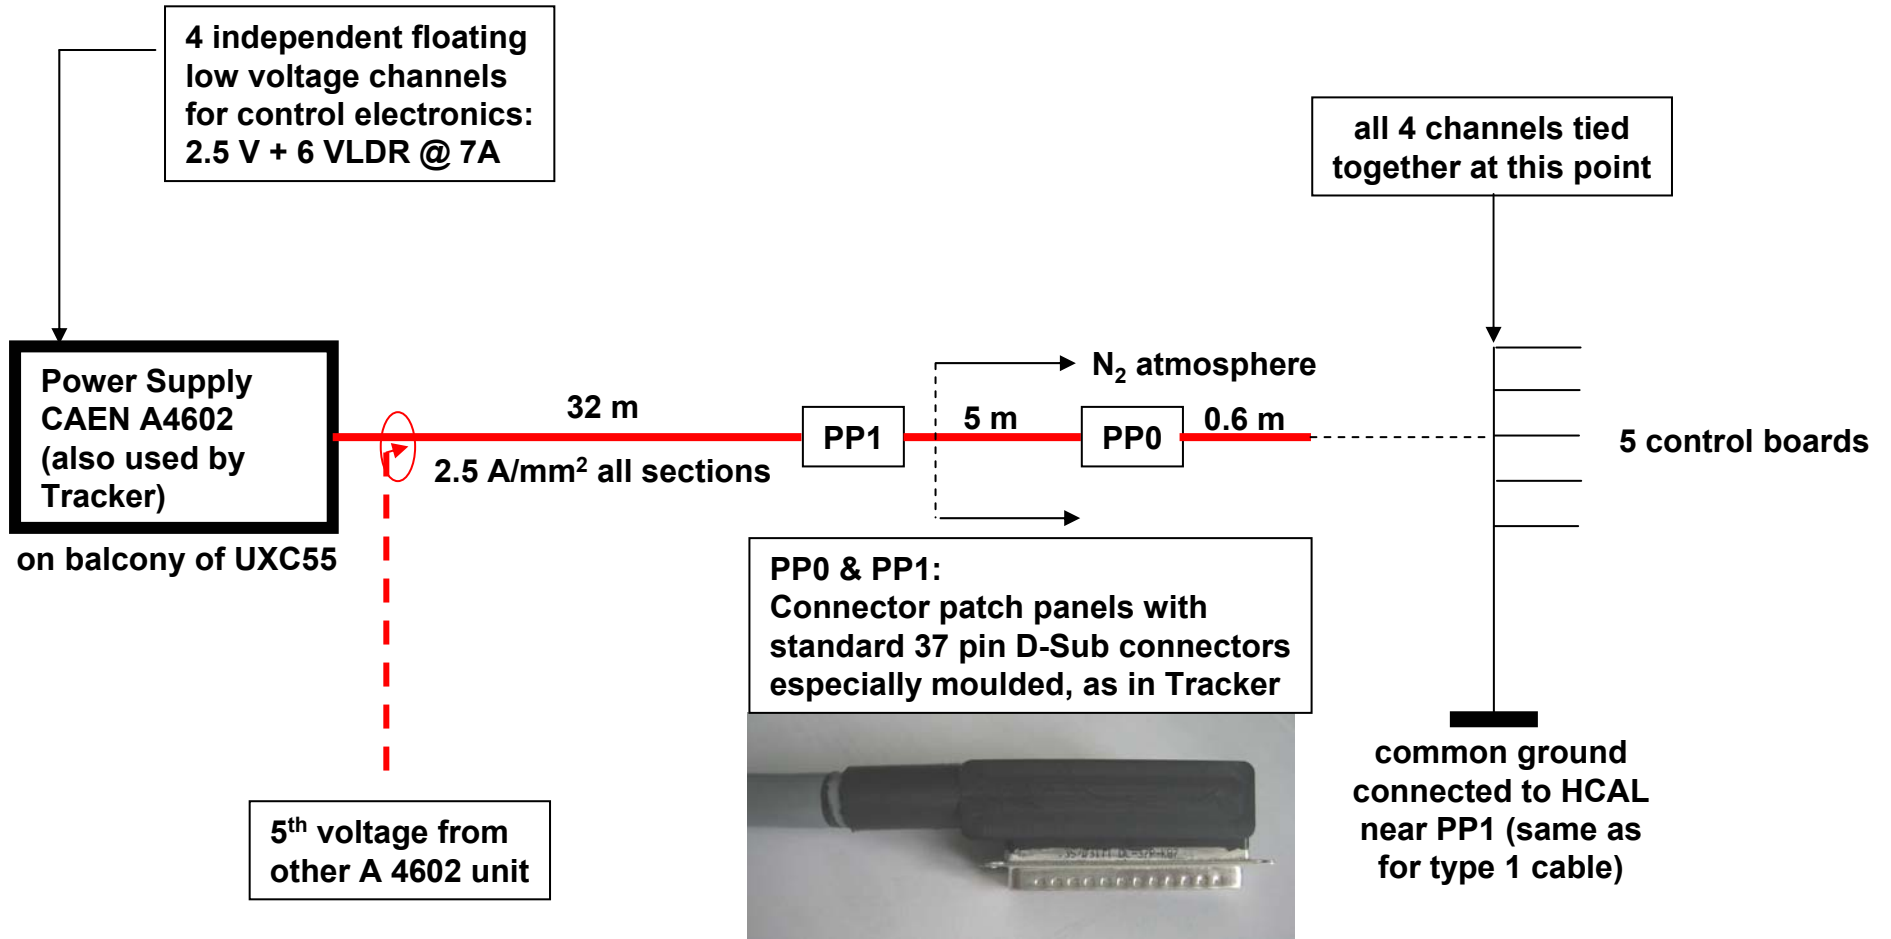 4 independent floating
low voltage channels
for control electronics:
2.5 V + 6 VLDR @ 7A
all 4 channels tied
together at this point
Power Supply
CAEN A4602
(also used by
Tracker)
on balcony of UXC55
32 m
2.5 A/mm² all sections
PP1
N₂ atmosphere
5 m
PP0
0.6 m
5 control boards
PP0 & PP1:
Connector patch panels with
standard 37 pin D-Sub connectors
especially moulded, as in Tracker
5th voltage from
other A 4602 unit
common ground
connected to HCAL
near PP1 (same as
for type 1 cable)